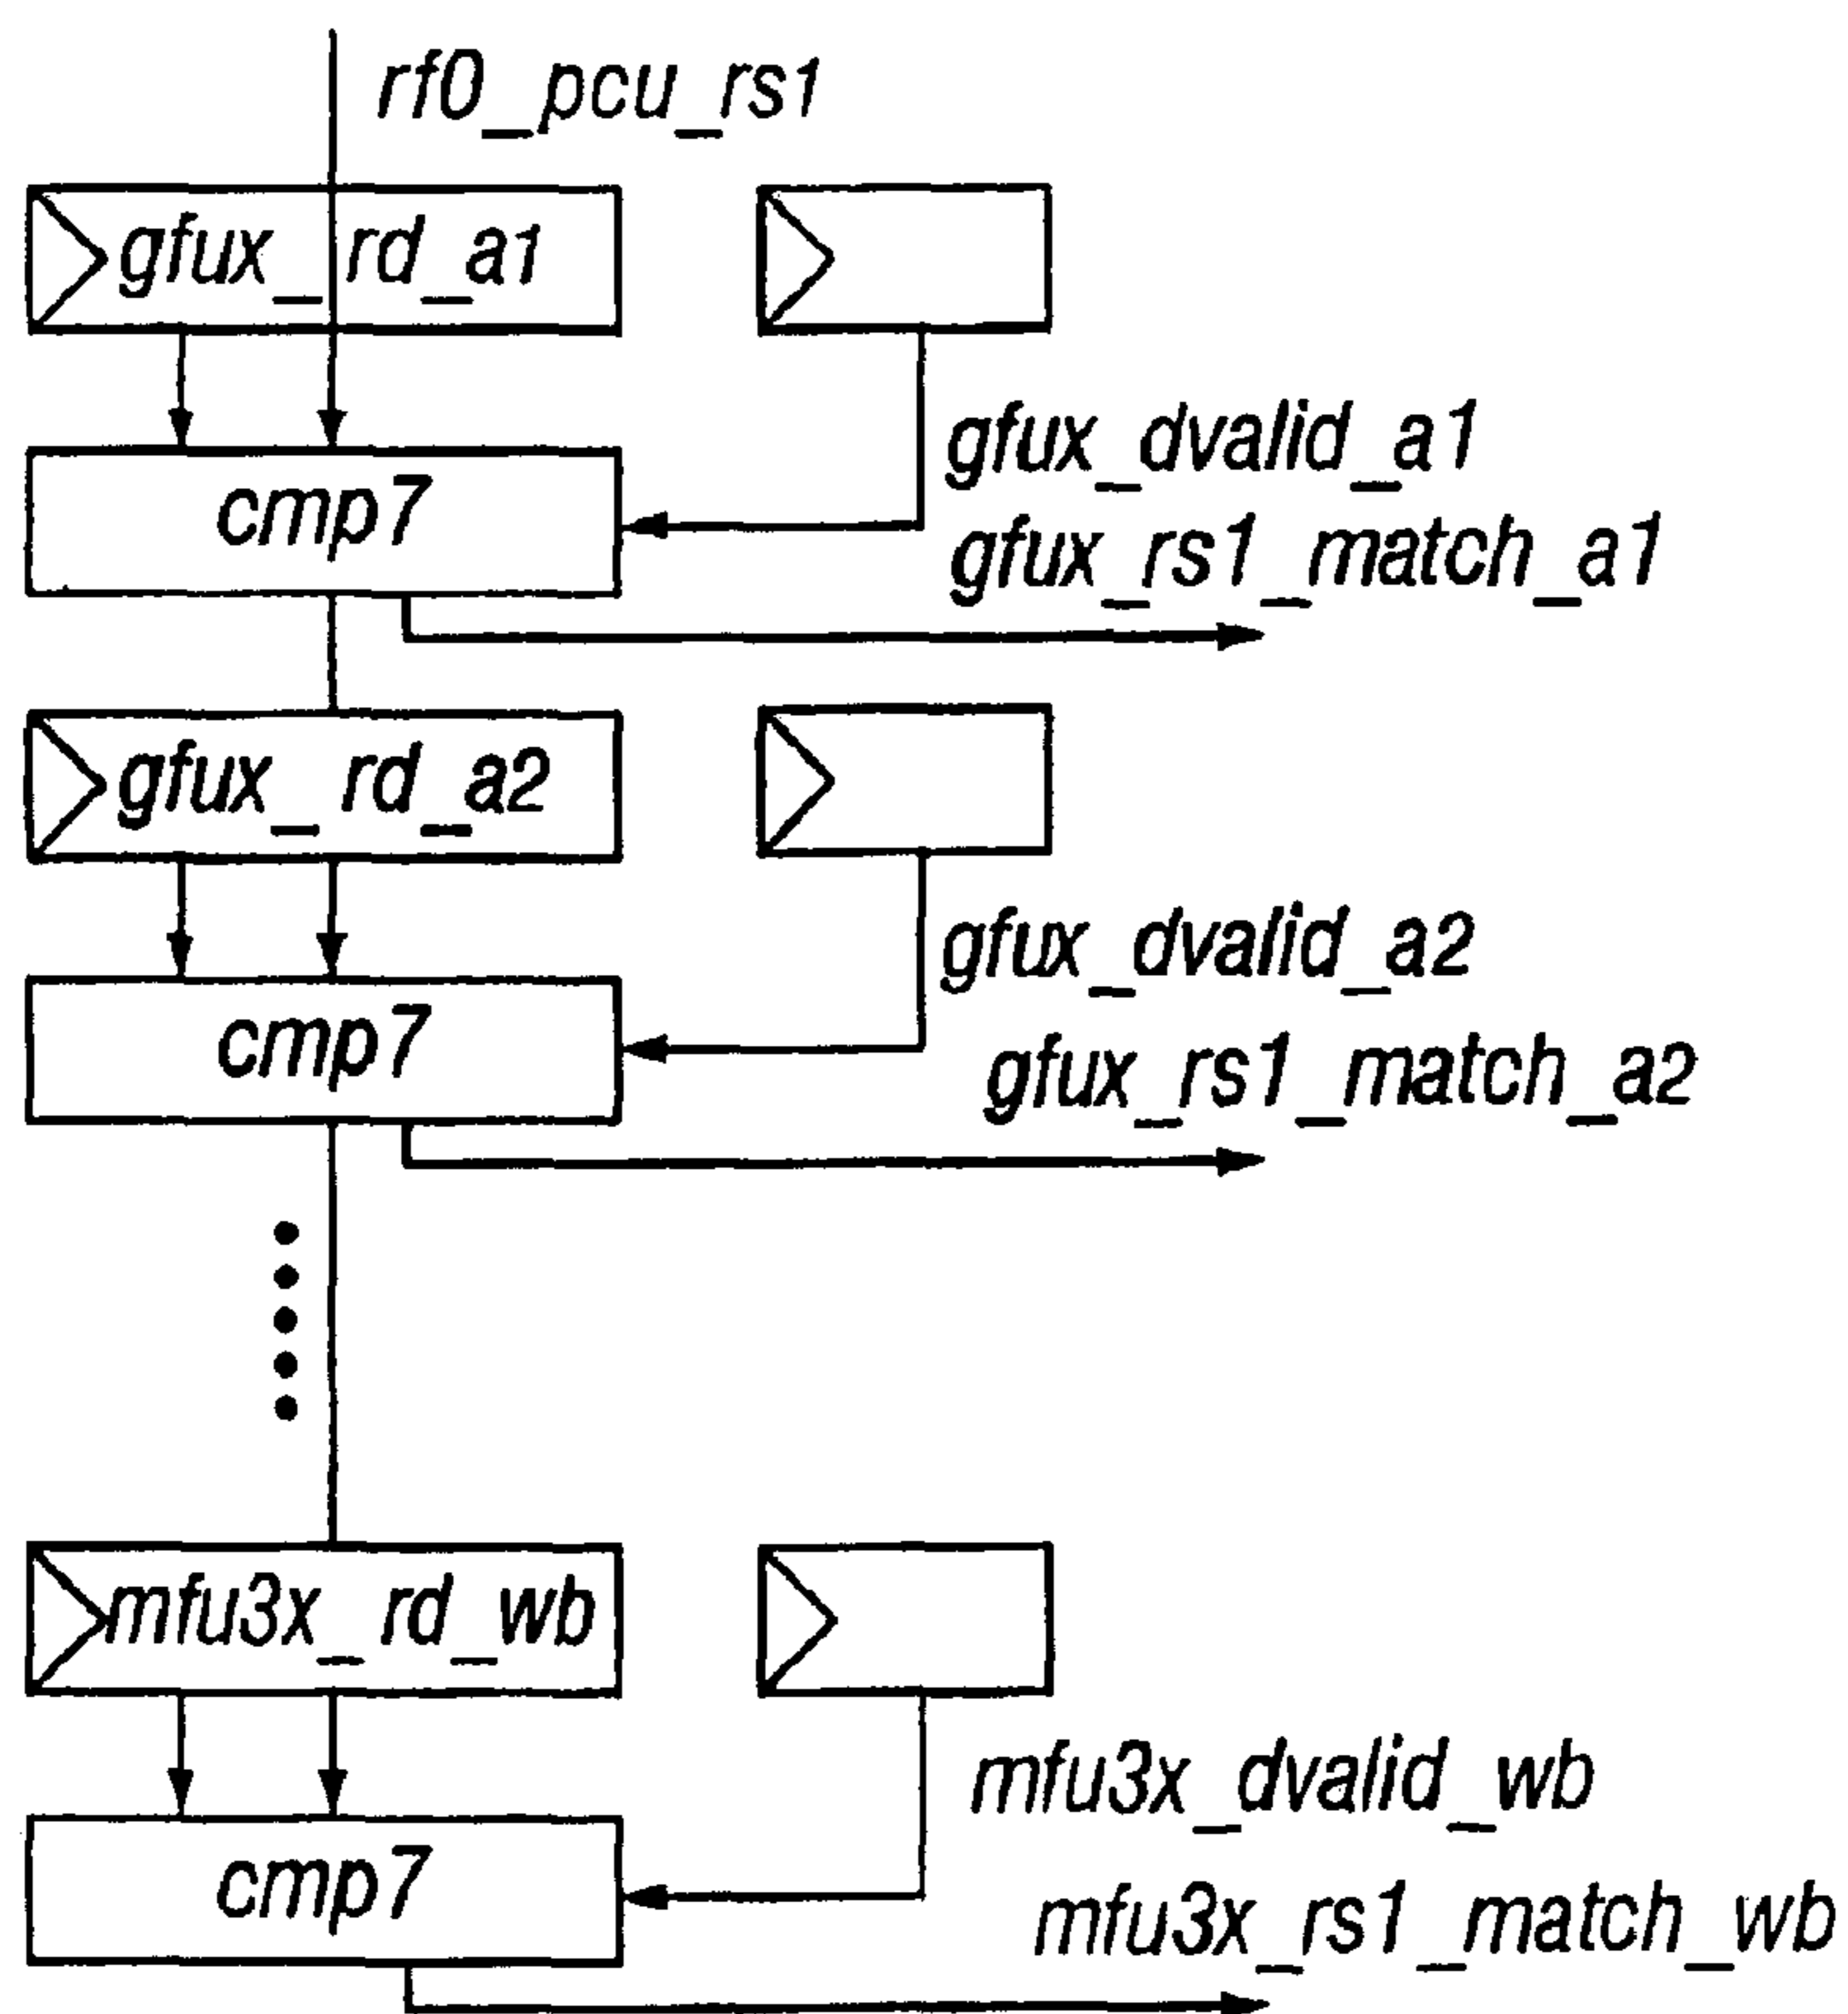 rf0_pcu_rs1
gfux_rd_a1
gfux_dvalid_a1
cmp7
gfux_rs1_match_a1
gfux_rd_a2
gfux_dvalid_a2
cmp7
gfux_rs1_match_a2
mfu3x_rd_wb
mfu3x_dvalid_wb
cmp7
mfu3x_rs1_match_wb